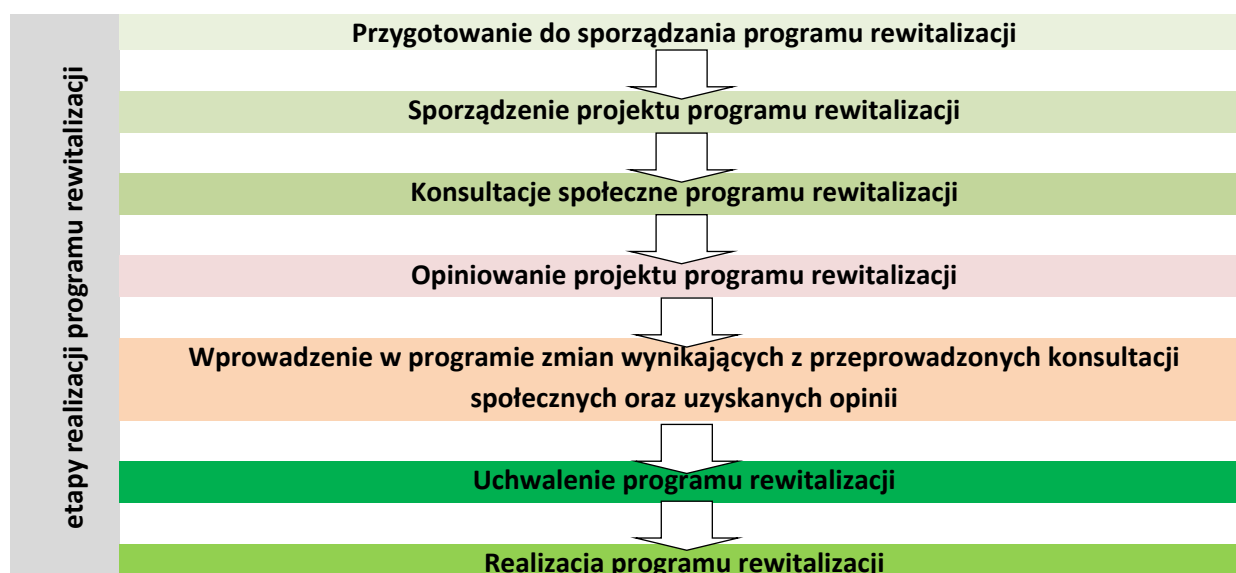 etapy realizacji programu rewitalizacji
Przygotowanie do sporządzania programu rewitalizacji
Sporządzenie projektu programu rewitalizacji
Konsultacje społeczne programu rewitalizacji
Opiniowanie projektu programu rewitalizacji
Wprowadzenie w programie zmian wynikających z przeprowadzonych konsultacji
społecznych oraz uzyskanych opinii
Uchwalenie programu rewitalizacji
Realizacja programu rewitalizacji